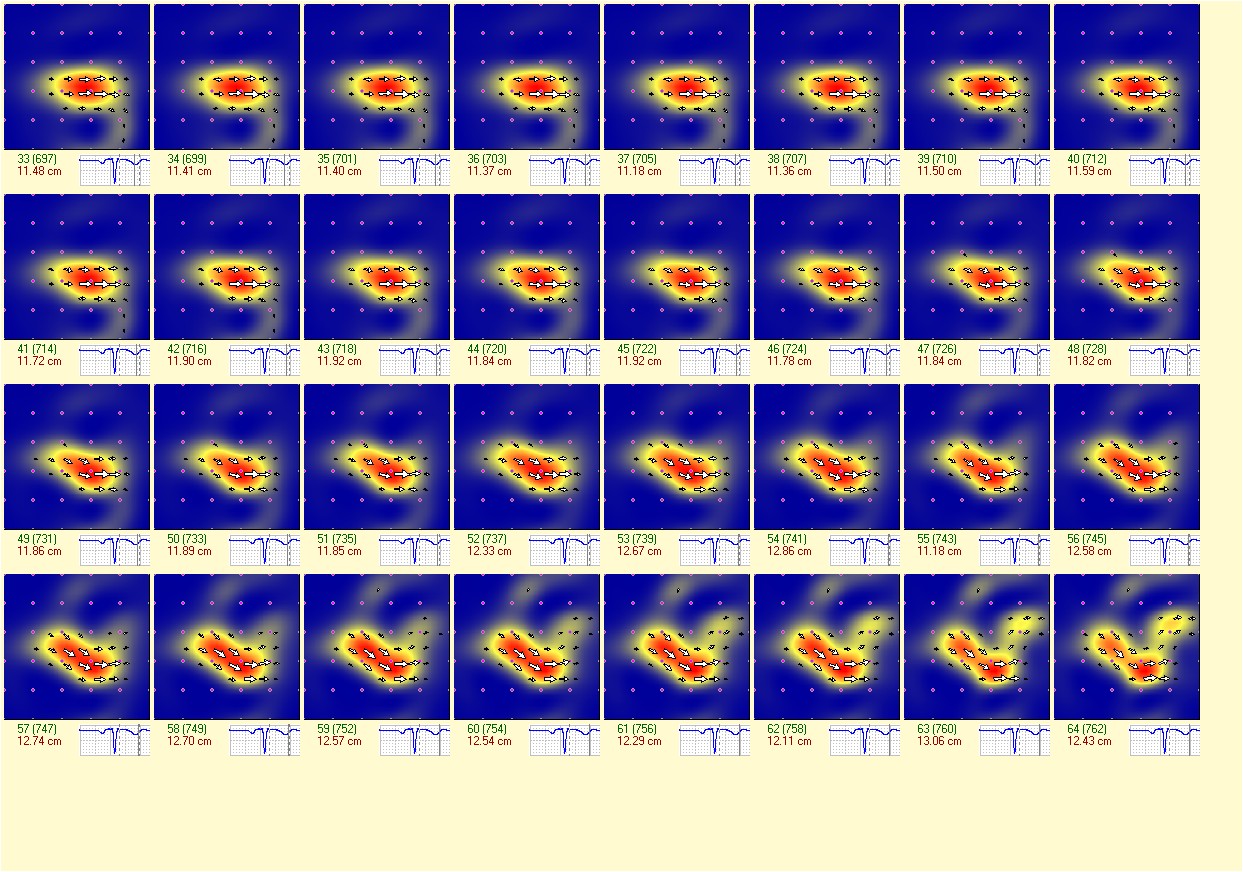 33 (697)
11.48 cm
34 (699)
11.41 cm
35 (701)
11.40 cm
36 (703)
11.37 cm
37 (705)
11.18 cm
38 (707)
11.36 cm
39 (710)
11.50 cm
40 (712)
11.59 cm
41 (714)
11.72 cm
42 (716)
11.90 cm
43 (718)
11.92 cm
44 (720)
11.84 cm
45 (722)
11.92 cm
46 (724)
11.78 cm
47 (726)
11.84 cm
48 (728)
11.82 cm
49 (731)
11.86 cm
50 (733)
11.89 cm
51 (735)
11.85 cm
52 (737)
12.33 cm
53 (739)
12.67 cm
54 (741)
12.86 cm
55 (743)
11.18 cm
56 (745)
12.58 cm
57 (747)
12.74 cm
58 (749)
12.70 cm
59 (752)
12.57 cm
60 (754)
12.54 cm
61 (756)
12.29 cm
62 (758)
12.11 cm
63 (760)
13.06 cm
64 (762)
12.43 cm